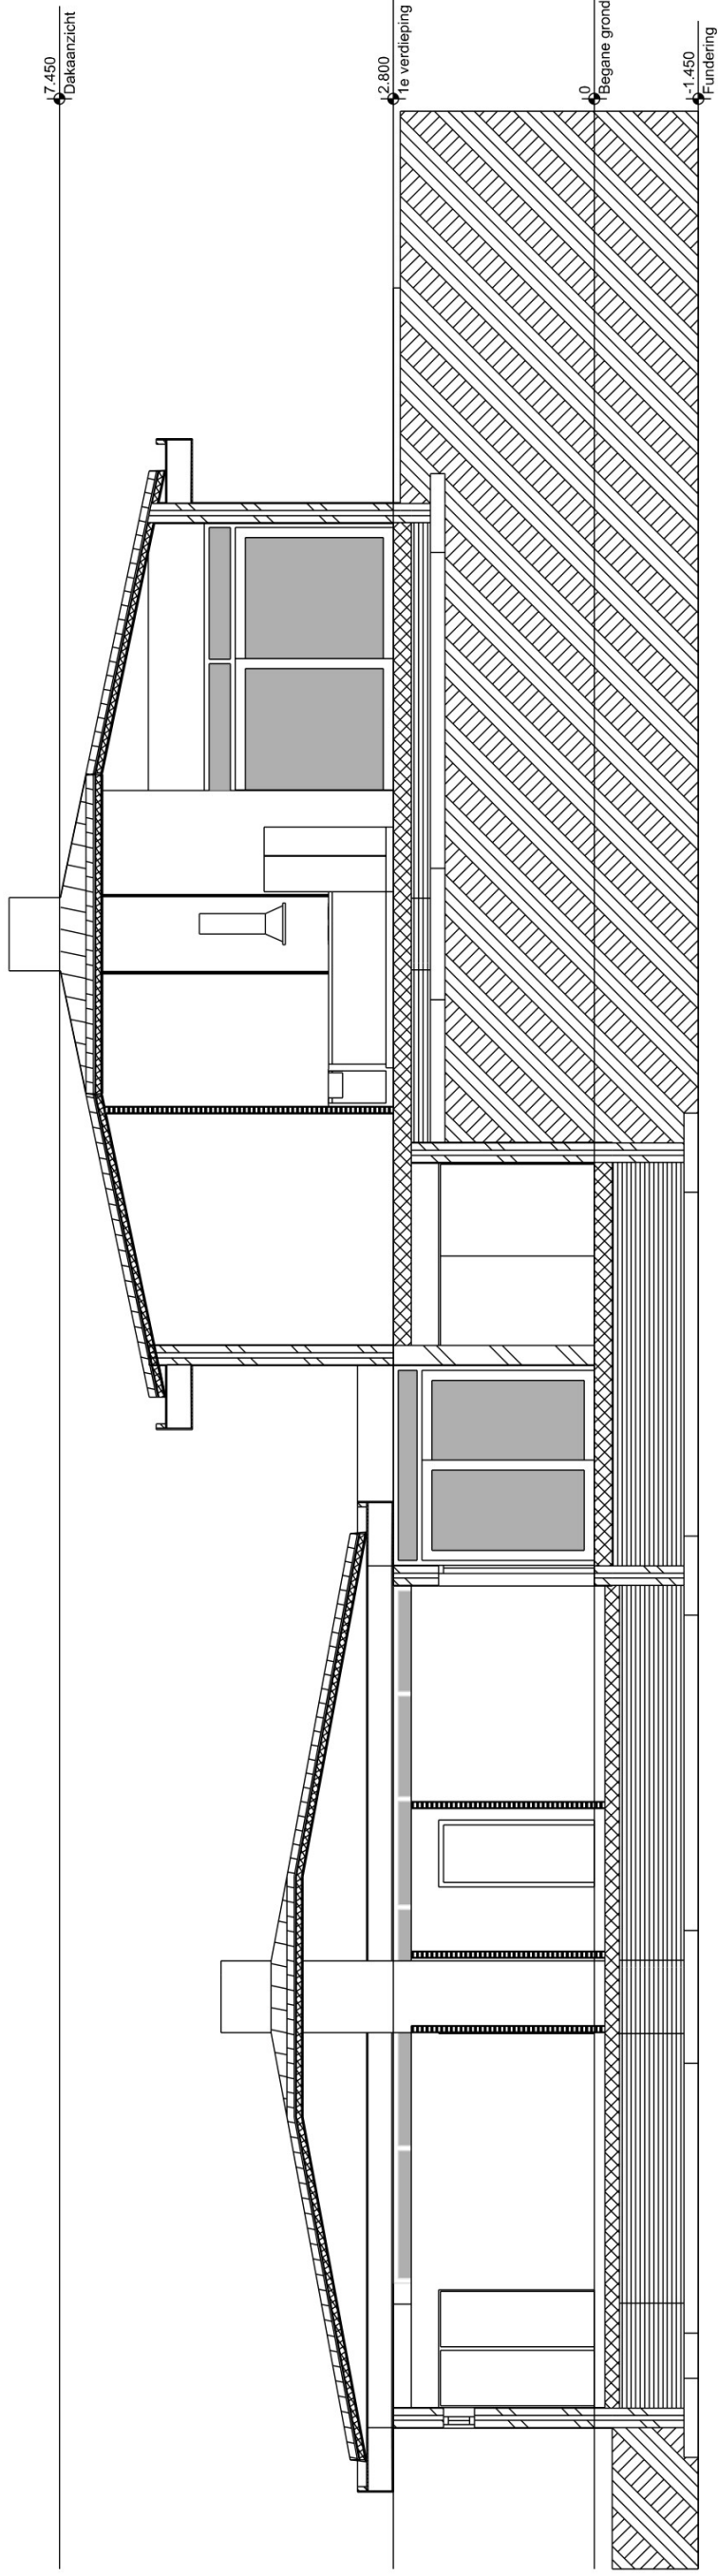 7.450
Dakaanzicht
2.800
1e verdieping
0
Begane grond
-1.450
Fundering